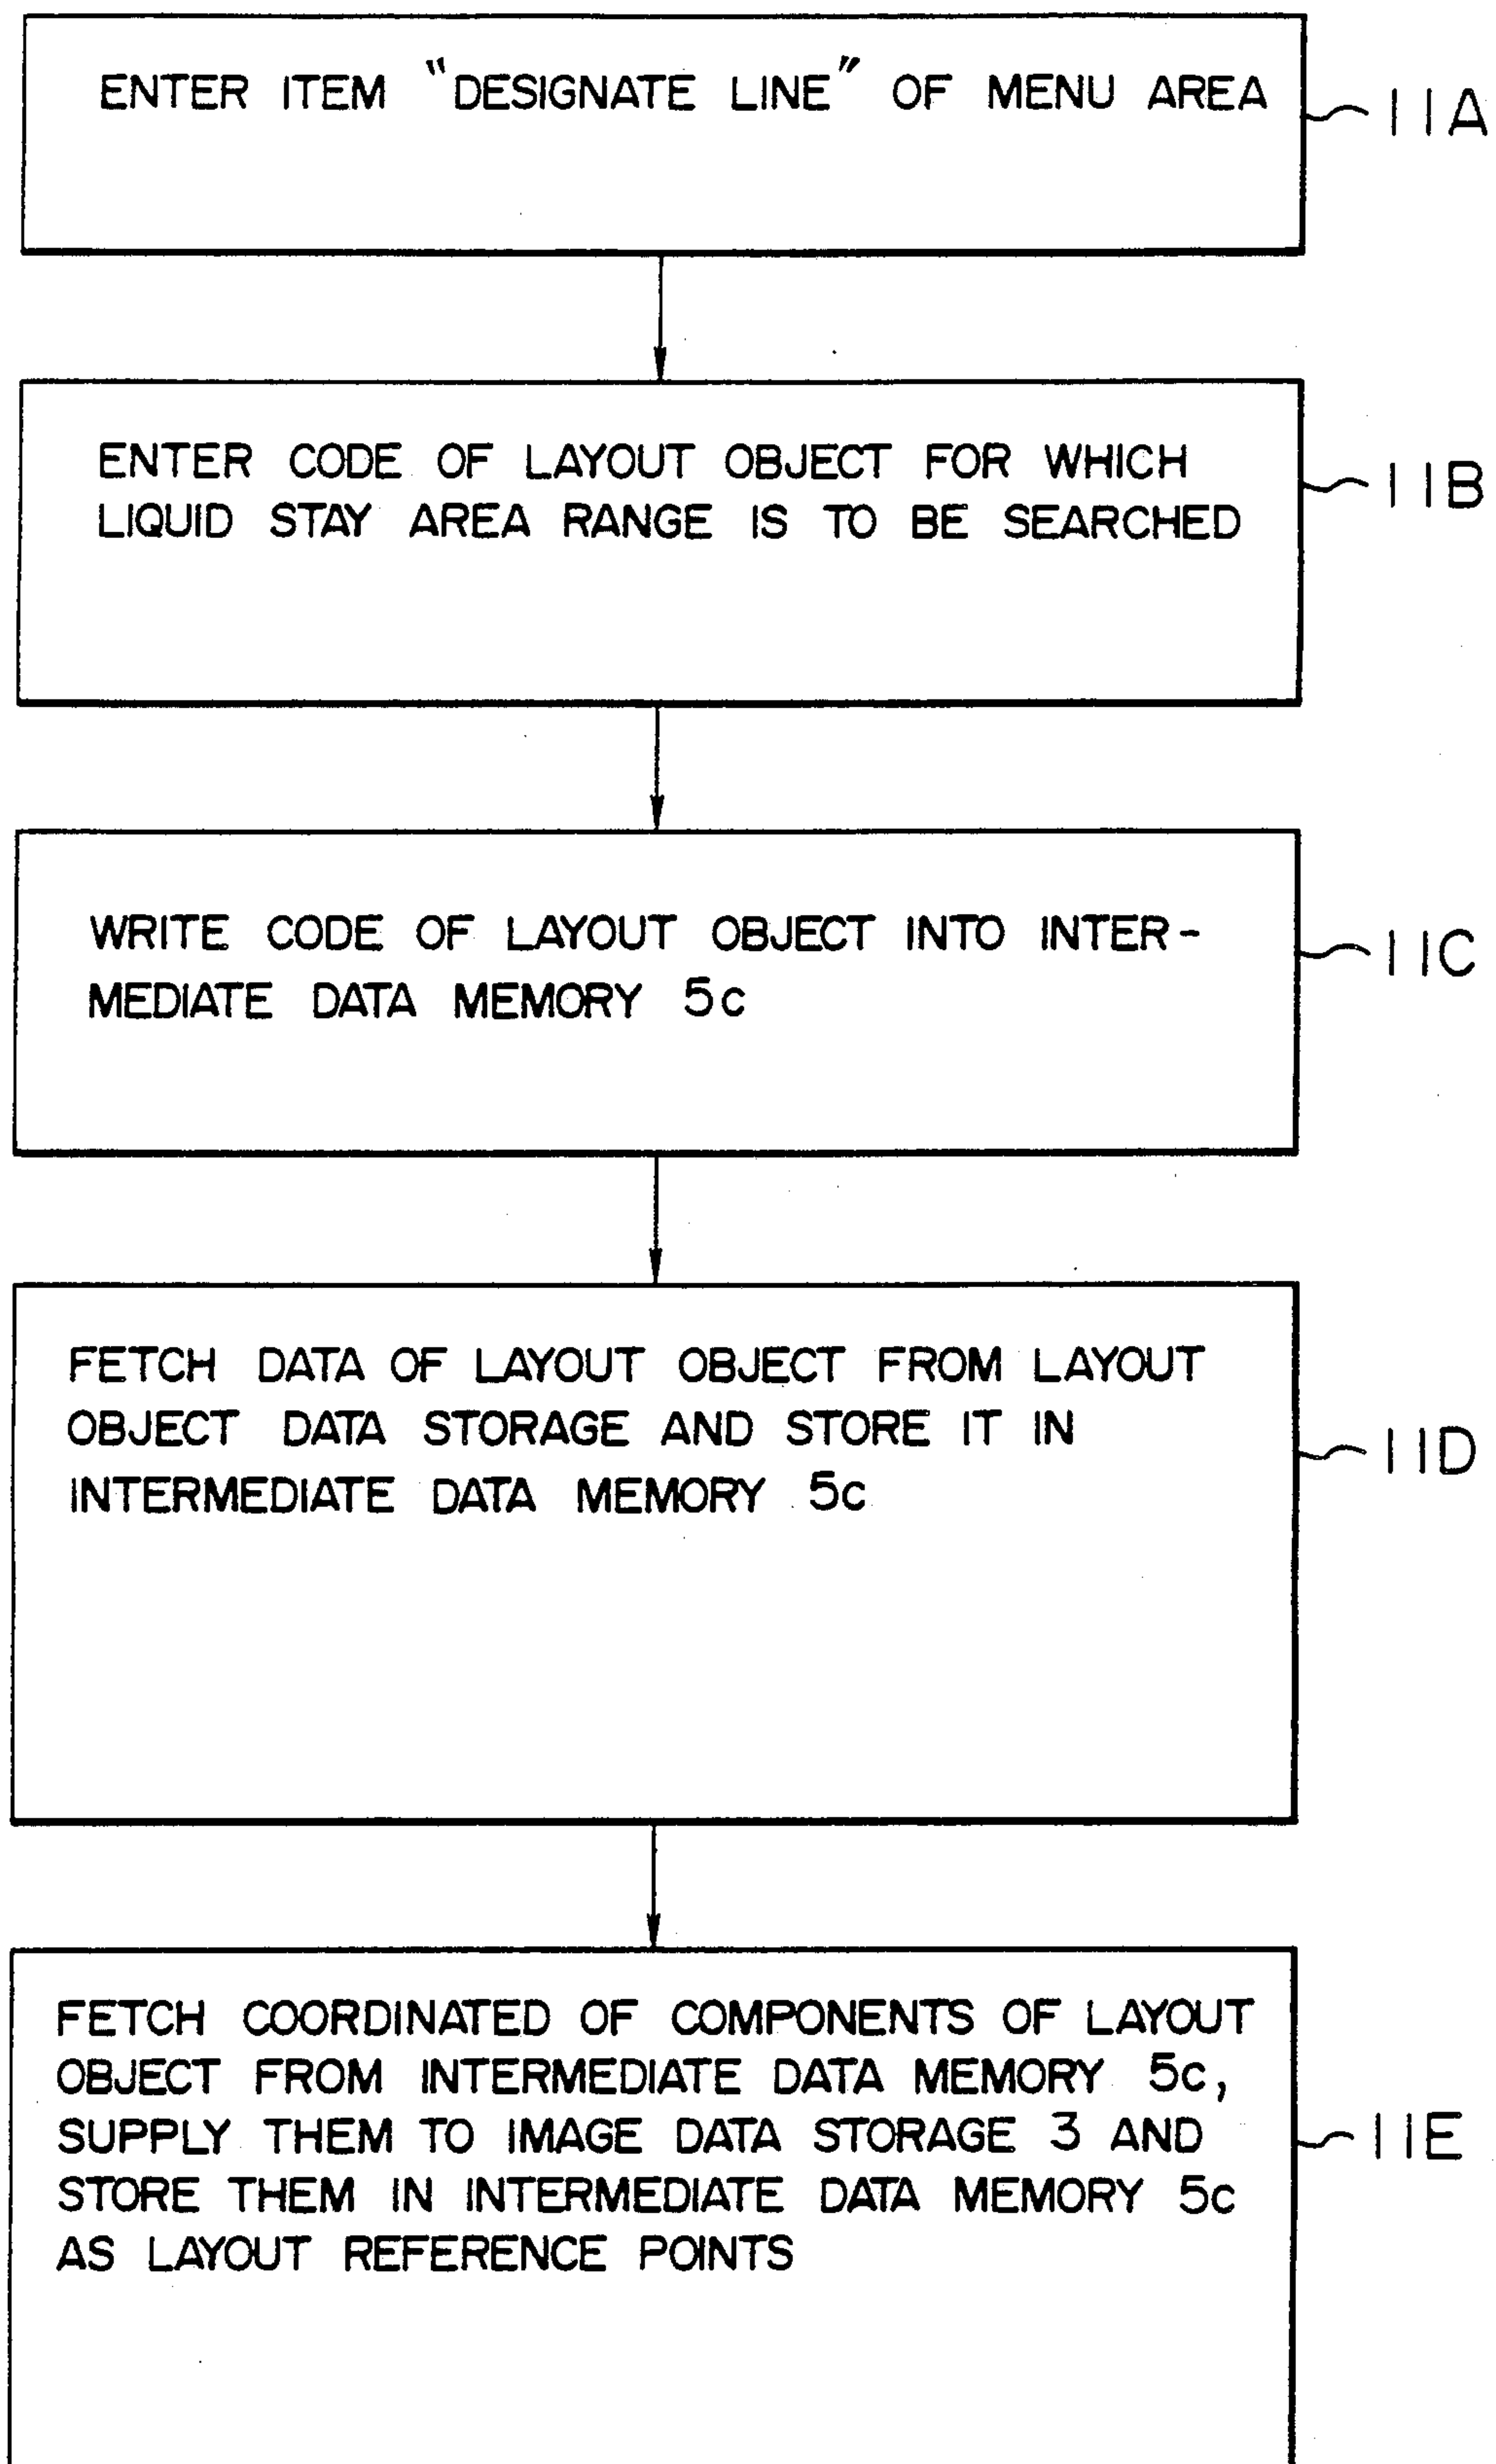 ENTER ITEM "DESIGNATE LINE" OF MENU AREA
11A
ENTER CODE OF LAYOUT OBJECT FOR WHICH
LIQUID STAY AREA RANGE IS TO BE SEARCHED
11B
WRITE CODE OF LAYOUT OBJECT INTO INTER-
MEDIATE DATA MEMORY 5c
11C
FETCH DATA OF LAYOUT OBJECT FROM LAYOUT
OBJECT DATA STORAGE AND STORE IT IN
INTERMEDIATE DATA MEMORY 5c
11D
FETCH COORDINATED OF COMPONENTS OF LAYOUT
OBJECT FROM INTERMEDIATE DATA MEMORY 5c,
SUPPLY THEM TO IMAGE DATA STORAGE 3 AND
STORE THEM IN INTERMEDIATE DATA MEMORY 5c
AS LAYOUT REFERENCE POINTS
11E